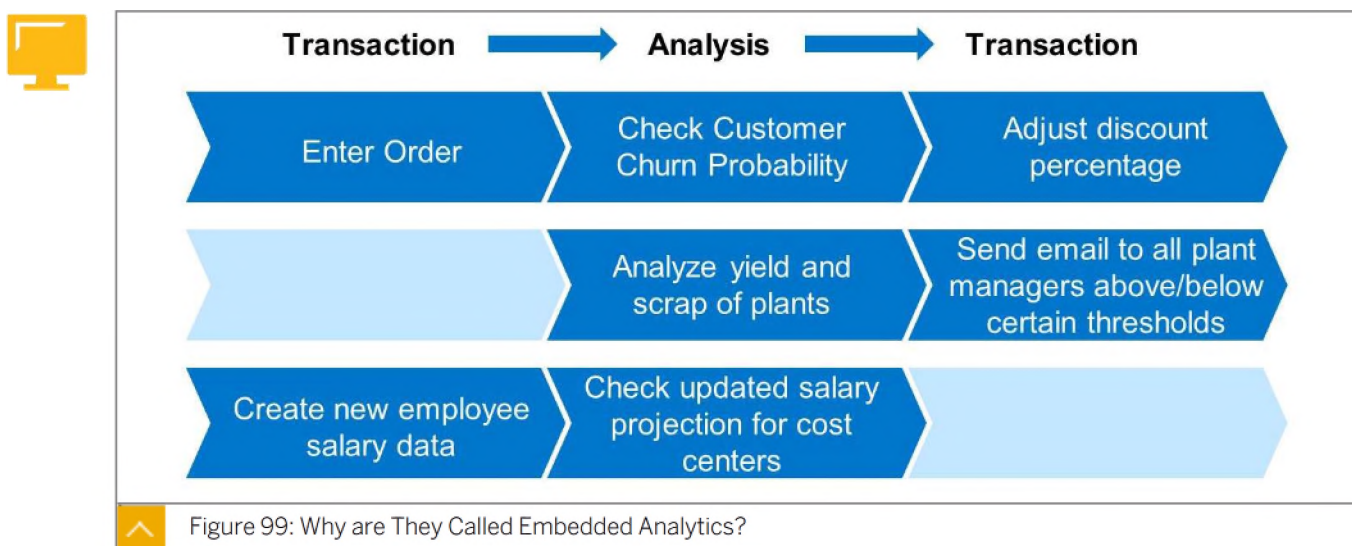 Transaction Analysis Transaction
Enter Order
Check Customer
Churn Probability
Adjust discount
percentage
Analyze yield and
scrap of plants
Send email to all plant
managers above/below
certain thresholds
Create new employee
salary data
Check updated salary
projection for cost
centers
Figure 99: Why are They Called Embedded Analytics?